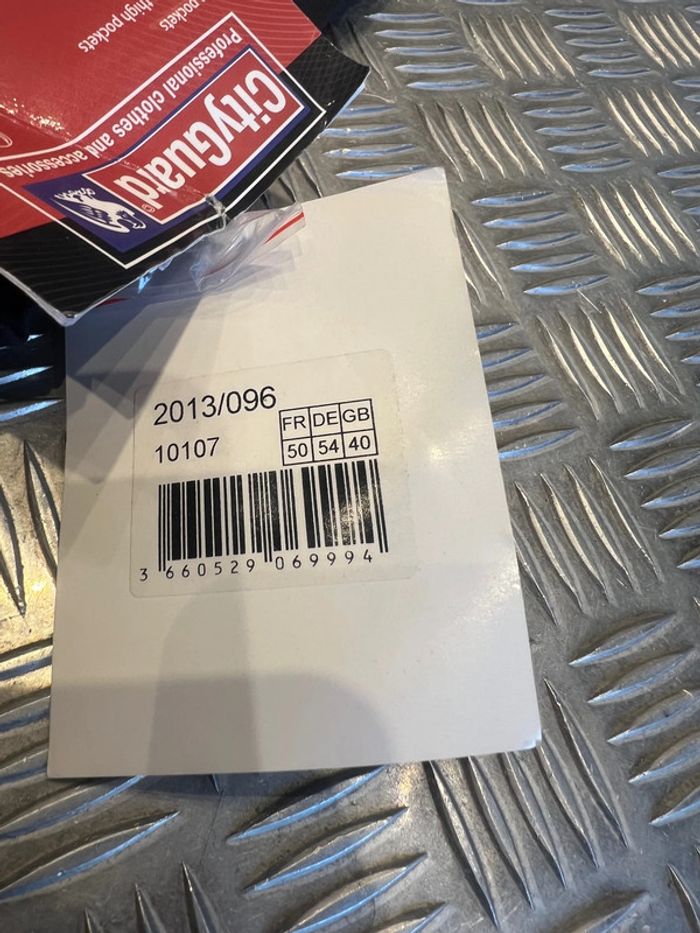 thigh pockets
pockets
Professional clothes and accessories
CityGuard©
2013/096
10107
FR DE GB
50 54 40
3 660529 069994